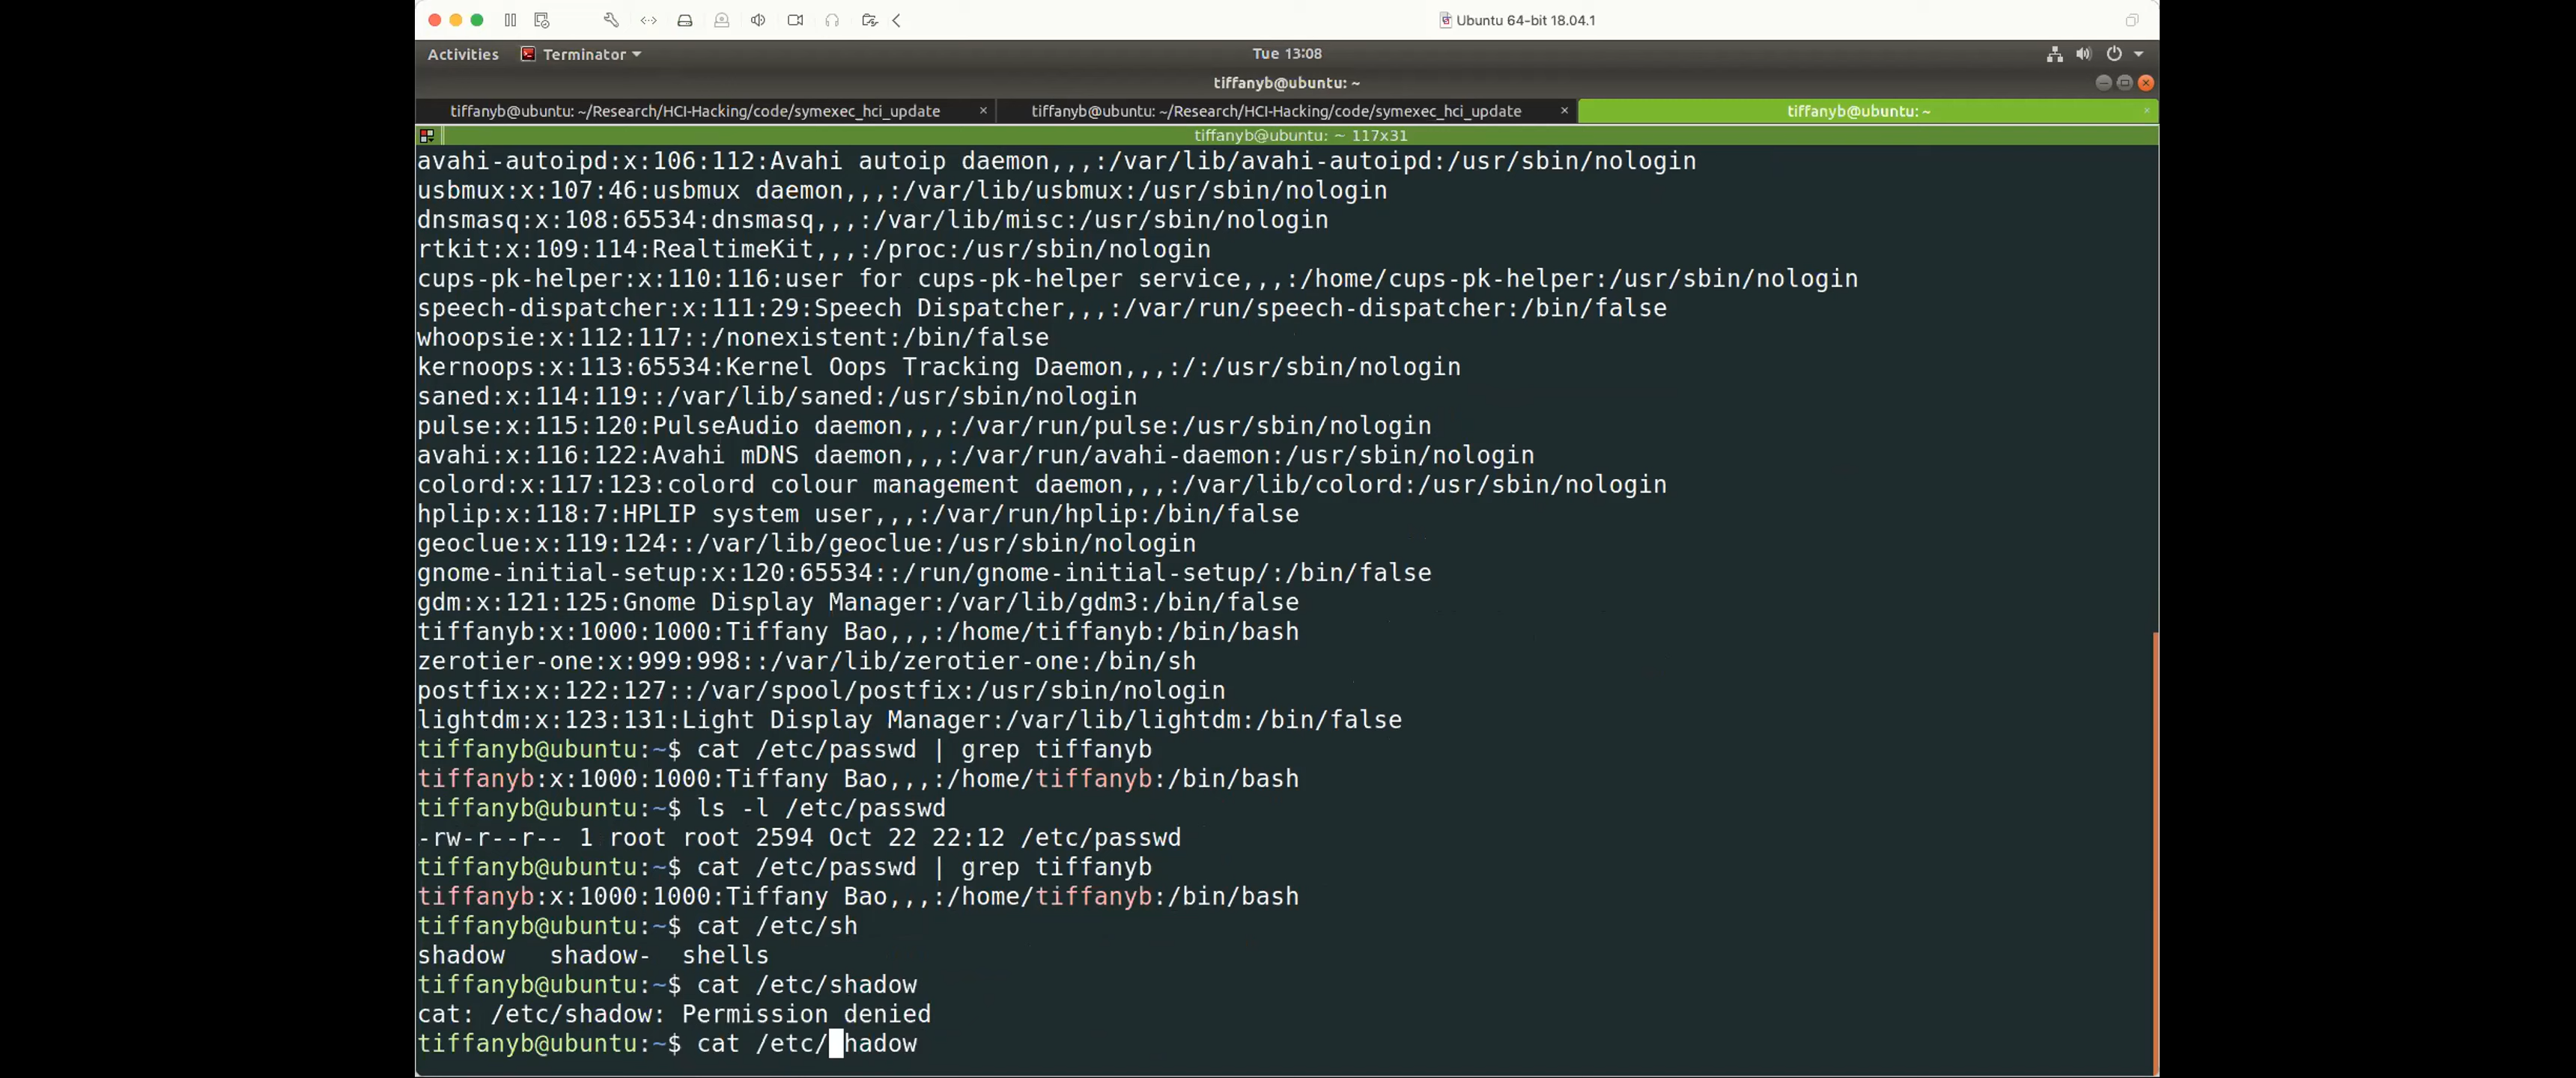 Ubuntu 64-bit 18.04.1
Activities Terminator Tue 13:08
tiffanyb@ubuntu: ~
tiffanyb@ubuntu: ~/Research/HCI-Hacking/code/symexec_hci_update × tiffanyb@ubuntu: ~/Research/HCI-Hacking/code/symexec_hci_update × tiffanyb@ubuntu: ~ ×
tiffanyb@ubuntu: ~ 117x31
avahi-autoipd:x:106:112:Avahi autoip daemon,,,:/var/lib/avahi-autoipd:/usr/sbin/nologin
usbmux:x:107:46:usbmux daemon,,,:/var/lib/usbmux:/usr/sbin/nologin
dnsmasq:x:108:65534:dnsmasq,,,:/var/lib/misc:/usr/sbin/nologin
rtkit:x:109:114:RealtimeKit,,,:/proc:/usr/sbin/nologin
cups-pk-helper:x:110:116:user for cups-pk-helper service,,,:/home/cups-pk-helper:/usr/sbin/nologin
speech-dispatcher:x:111:29:Speech Dispatcher,,,:/var/run/speech-dispatcher:/bin/false
whoopsie:x:112:117::/nonexistent:/bin/false
kernoops:x:113:65534:Kernel Oops Tracking Daemon,,,:/:/usr/sbin/nologin
saned:x:114:119::/var/lib/saned:/usr/sbin/nologin
pulse:x:115:120:PulseAudio daemon,,,:/var/run/pulse:/usr/sbin/nologin
avahi:x:116:122:Avahi mDNS daemon,,,:/var/run/avahi-daemon:/usr/sbin/nologin
colord:x:117:123:colord colour management daemon,,,:/var/lib/colord:/usr/sbin/nologin
hplip:x:118:7:HPLIP system user,,,:/var/run/hplip:/bin/false
geoclue:x:119:124::/var/lib/geoclue:/usr/sbin/nologin
gnome-initial-setup:x:120:65534::/run/gnome-initial-setup/:/bin/false
gdm:x:121:125:Gnome Display Manager:/var/lib/gdm3:/bin/false
tiffanyb:x:1000:1000:Tiffany Bao,,,:/home/tiffanyb:/bin/bash
zerotier-one:x:999:998::/var/lib/zerotier-one:/bin/sh
postfix:x:122:127::/var/spool/postfix:/usr/sbin/nologin
lightdm:x:123:131:Light Display Manager:/var/lib/lightdm:/bin/false
tiffanyb@ubuntu:~$ cat /etc/passwd | grep tiffanyb
tiffanyb:x:1000:1000:Tiffany Bao,,,:/home/tiffanyb:/bin/bash
tiffanyb@ubuntu:~$ ls -l /etc/passwd
-rw-r--r-- 1 root root 2594 Oct 22 22:12 /etc/passwd
tiffanyb@ubuntu:~$ cat /etc/passwd | grep tiffanyb
tiffanyb:x:1000:1000:Tiffany Bao,,,:/home/tiffanyb:/bin/bash
tiffanyb@ubuntu:~$ cat /etc/sh
shadow shadow- shells
tiffanyb@ubuntu:~$ cat /etc/shadow
cat: /etc/shadow: Permission denied
tiffanyb@ubuntu:~$ cat /etc/ hadow